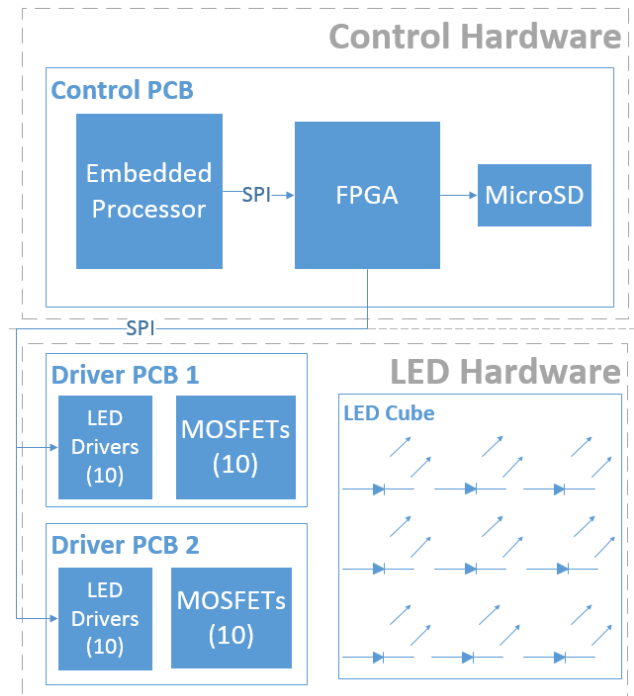 Control Hardware
Control PCB
Embedded
Processor
SPI
FPGA
MicroSD
SPI
LED Hardware
Driver PCB 1
LED
Drivers
(10)
MOSFETs
(10)
LED Cube
Driver PCB 2
LED
Drivers
(10)
MOSFETs
(10)